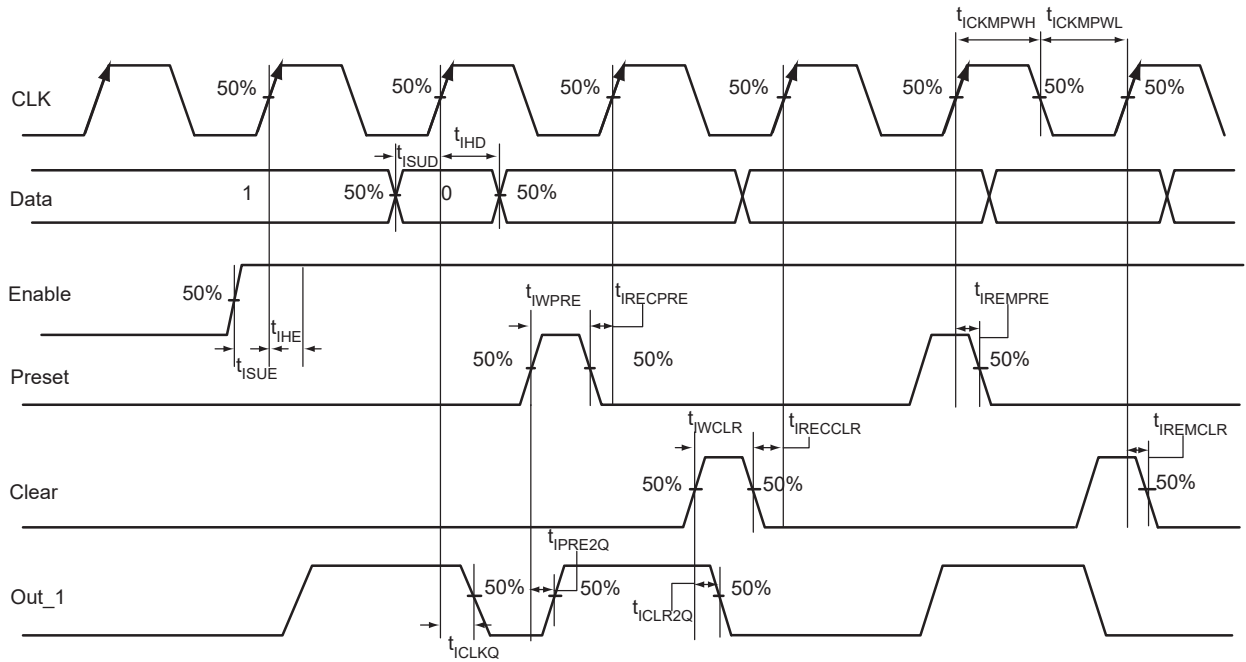 tICKMPWH tICKMPWL
CLK 50% 50% 50% 50% 50% 50% 50%
tISUD tIHD
Data 1 50% 0 50%
Enable 50%
tIHE
tISUE
tIWPRE tIRECPRE tIREMPRE
Preset 50% 50% 50%
tIWCLR tIRECCLR tIREMCLR
Clear 50% 50% 50%
tIPRE2Q
Out_1 50% 50% 50%
tICLR2Q
tICLKQ